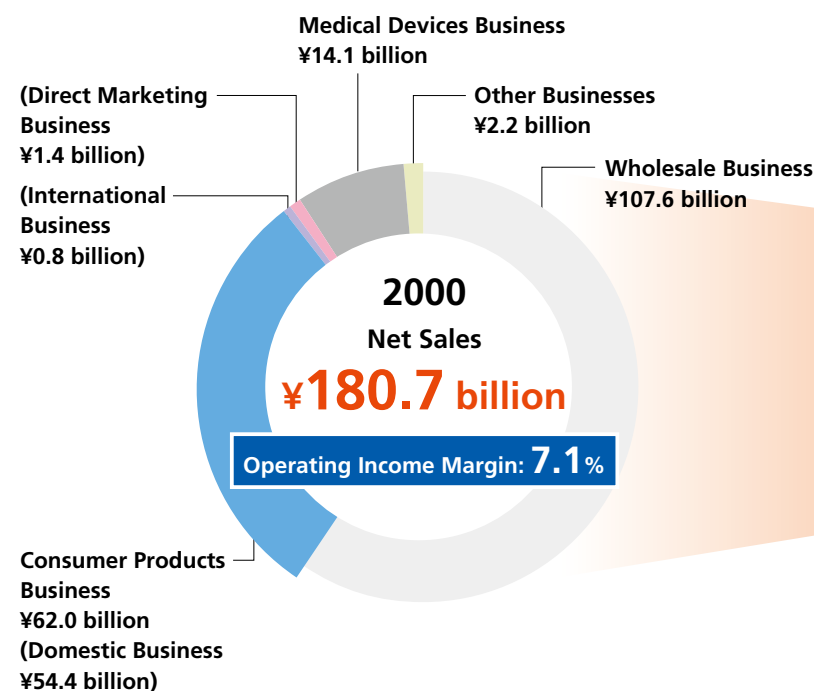 Medical Devices Business
¥14.1 billion
(Direct Marketing
Business
¥1.4 billion)
Other Businesses
¥2.2 billion
Wholesale Business
¥107.6 billion
(International
Business
¥0.8 billion)
2000
Net Sales
¥180.7 billion
Operating Income Margin: 7.1%
Consumer Products
Business
¥62.0 billion
(Domestic Business
¥54.4 billion)